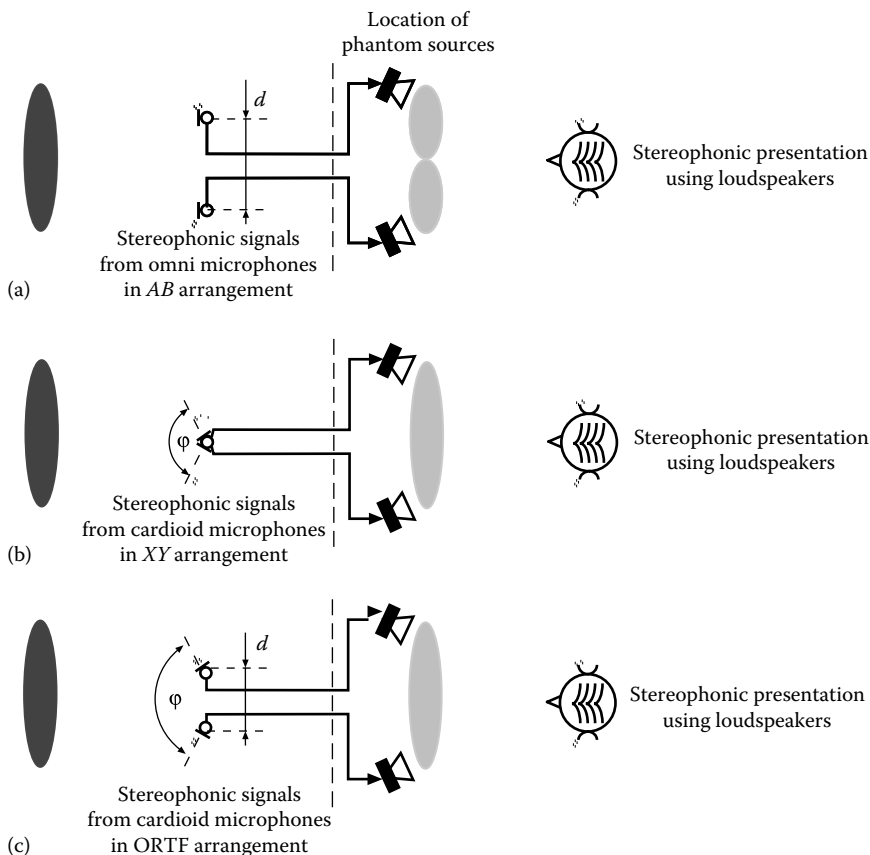 Location of
phantom sources
d
Stereophonic presentation
using loudspeakers
Stereophonic signals
from omni microphones
in AB arrangement
(a)
φ
Stereophonic presentation
using loudspeakers
Stereophonic signals
from cardioid microphones
in XY arrangement
(b)
d
φ
Stereophonic presentation
using loudspeakers
Stereophonic signals
from cardioid microphones
in ORTF arrangement
(c)